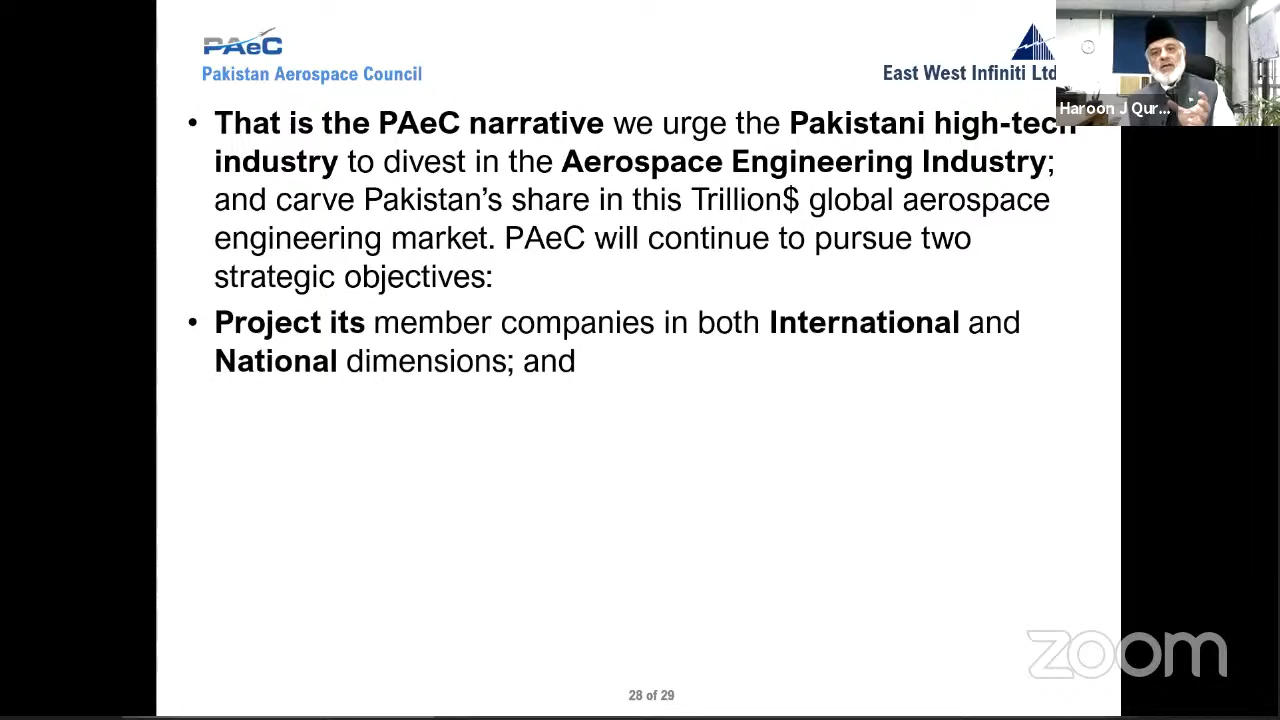 PAeC
Pakistan Aerospace Council
East West Infiniti Ltd
Haroon J Qur...
• That is the PAeC narrative we urge the Pakistani high-tech
industry to divest in the Aerospace Engineering Industry;
and carve Pakistan’s share in this Trillion$ global aerospace
engineering market. PAeC will continue to pursue two
strategic objectives:
• Project its member companies in both International and
National dimensions; and
zoom
28 of 29